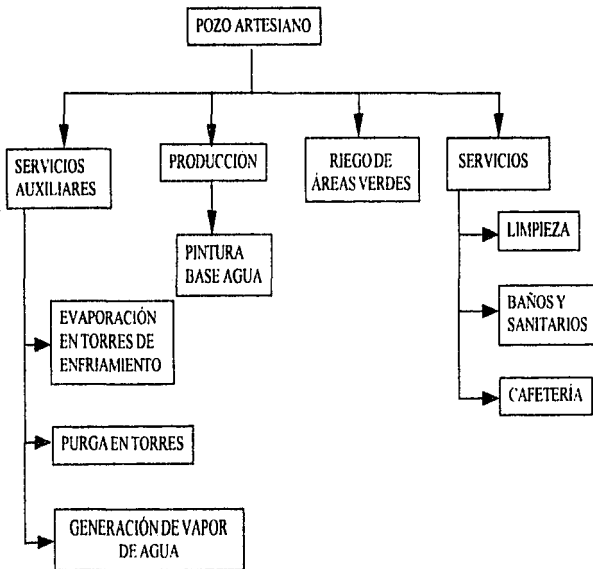 POZO ARTESIANO
SERVICIOS
AUXILIARES
PRODUCCIÓN
RIEGO DE
ÁREAS VERDES
SERVICIOS
PINTURA
BASE AGUA
LIMPIEZA
BAÑOS Y
SANITARIOS
CAFETERÍA
EVAPORACIÓN
EN TORRES DE
ENFRIAMIENTO
PURGA EN TORRES
GENERACIÓN DE VAPOR
DE AGUA